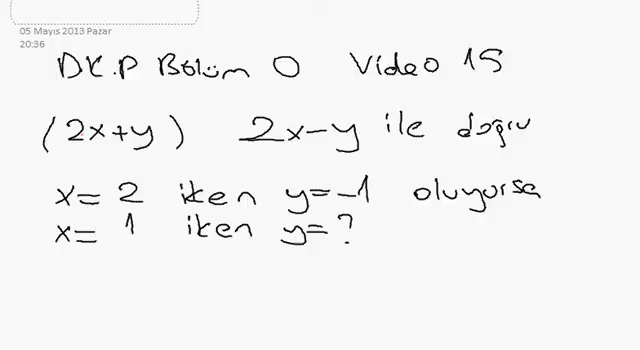 05 Mayıs 2013 Pazar
20:36
DK.P Bölüm 0 Video 15
(2x+y) 2x-y ile doğru
x= 2 iken y=-1 oluyorsa
x= 1 iken y=?